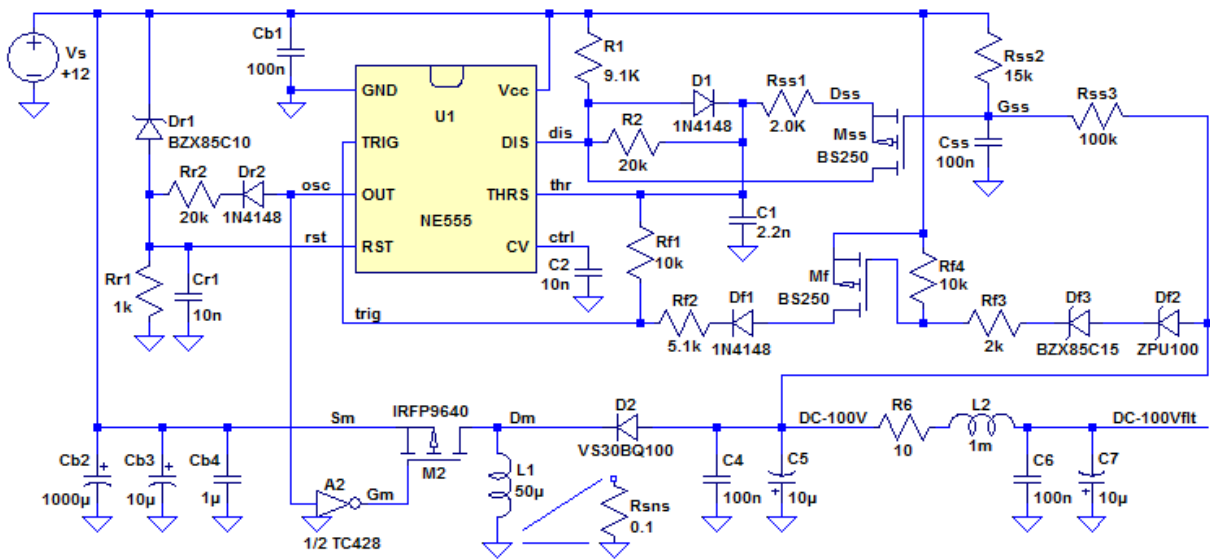 Vs
+12
Cb1
100n
Dr1
BZX85C10
Rr2
20k
Dr2
1N4148
osc
rst
Rr1
1k
Cr1
10n
U1
GND
TRIG
OUT
RST
Vcc
DIS
THRS
CV
NE555
R1
9.1K
D1
1N4148
R2
20k
dis
thr
ctrl
C2
10n
C1
2.2n
Rss1
2.0K
Dss
Mss
BS250
Gss
Css
100n
Rss2
15k
Rss3
100k
Rf1
10k
trig
Rf2
5.1k
Df1
1N4148
Mf
BS250
Rf4
10k
Rf3
2k
Df3
BZX85C15
Df2
ZPU100
Cb2
1000µ
Cb3
10µ
Cb4
1µ
Sm
IRFP9640
M2
Dm
A2
Gm
1/2 TC428
L1
50µ
Rsns
0.1
D2
VS30BQ100
C4
100n
C5
10µ
DC-100V
R6
10
L2
1m
DC-100Vflt
C6
100n
C7
10µ